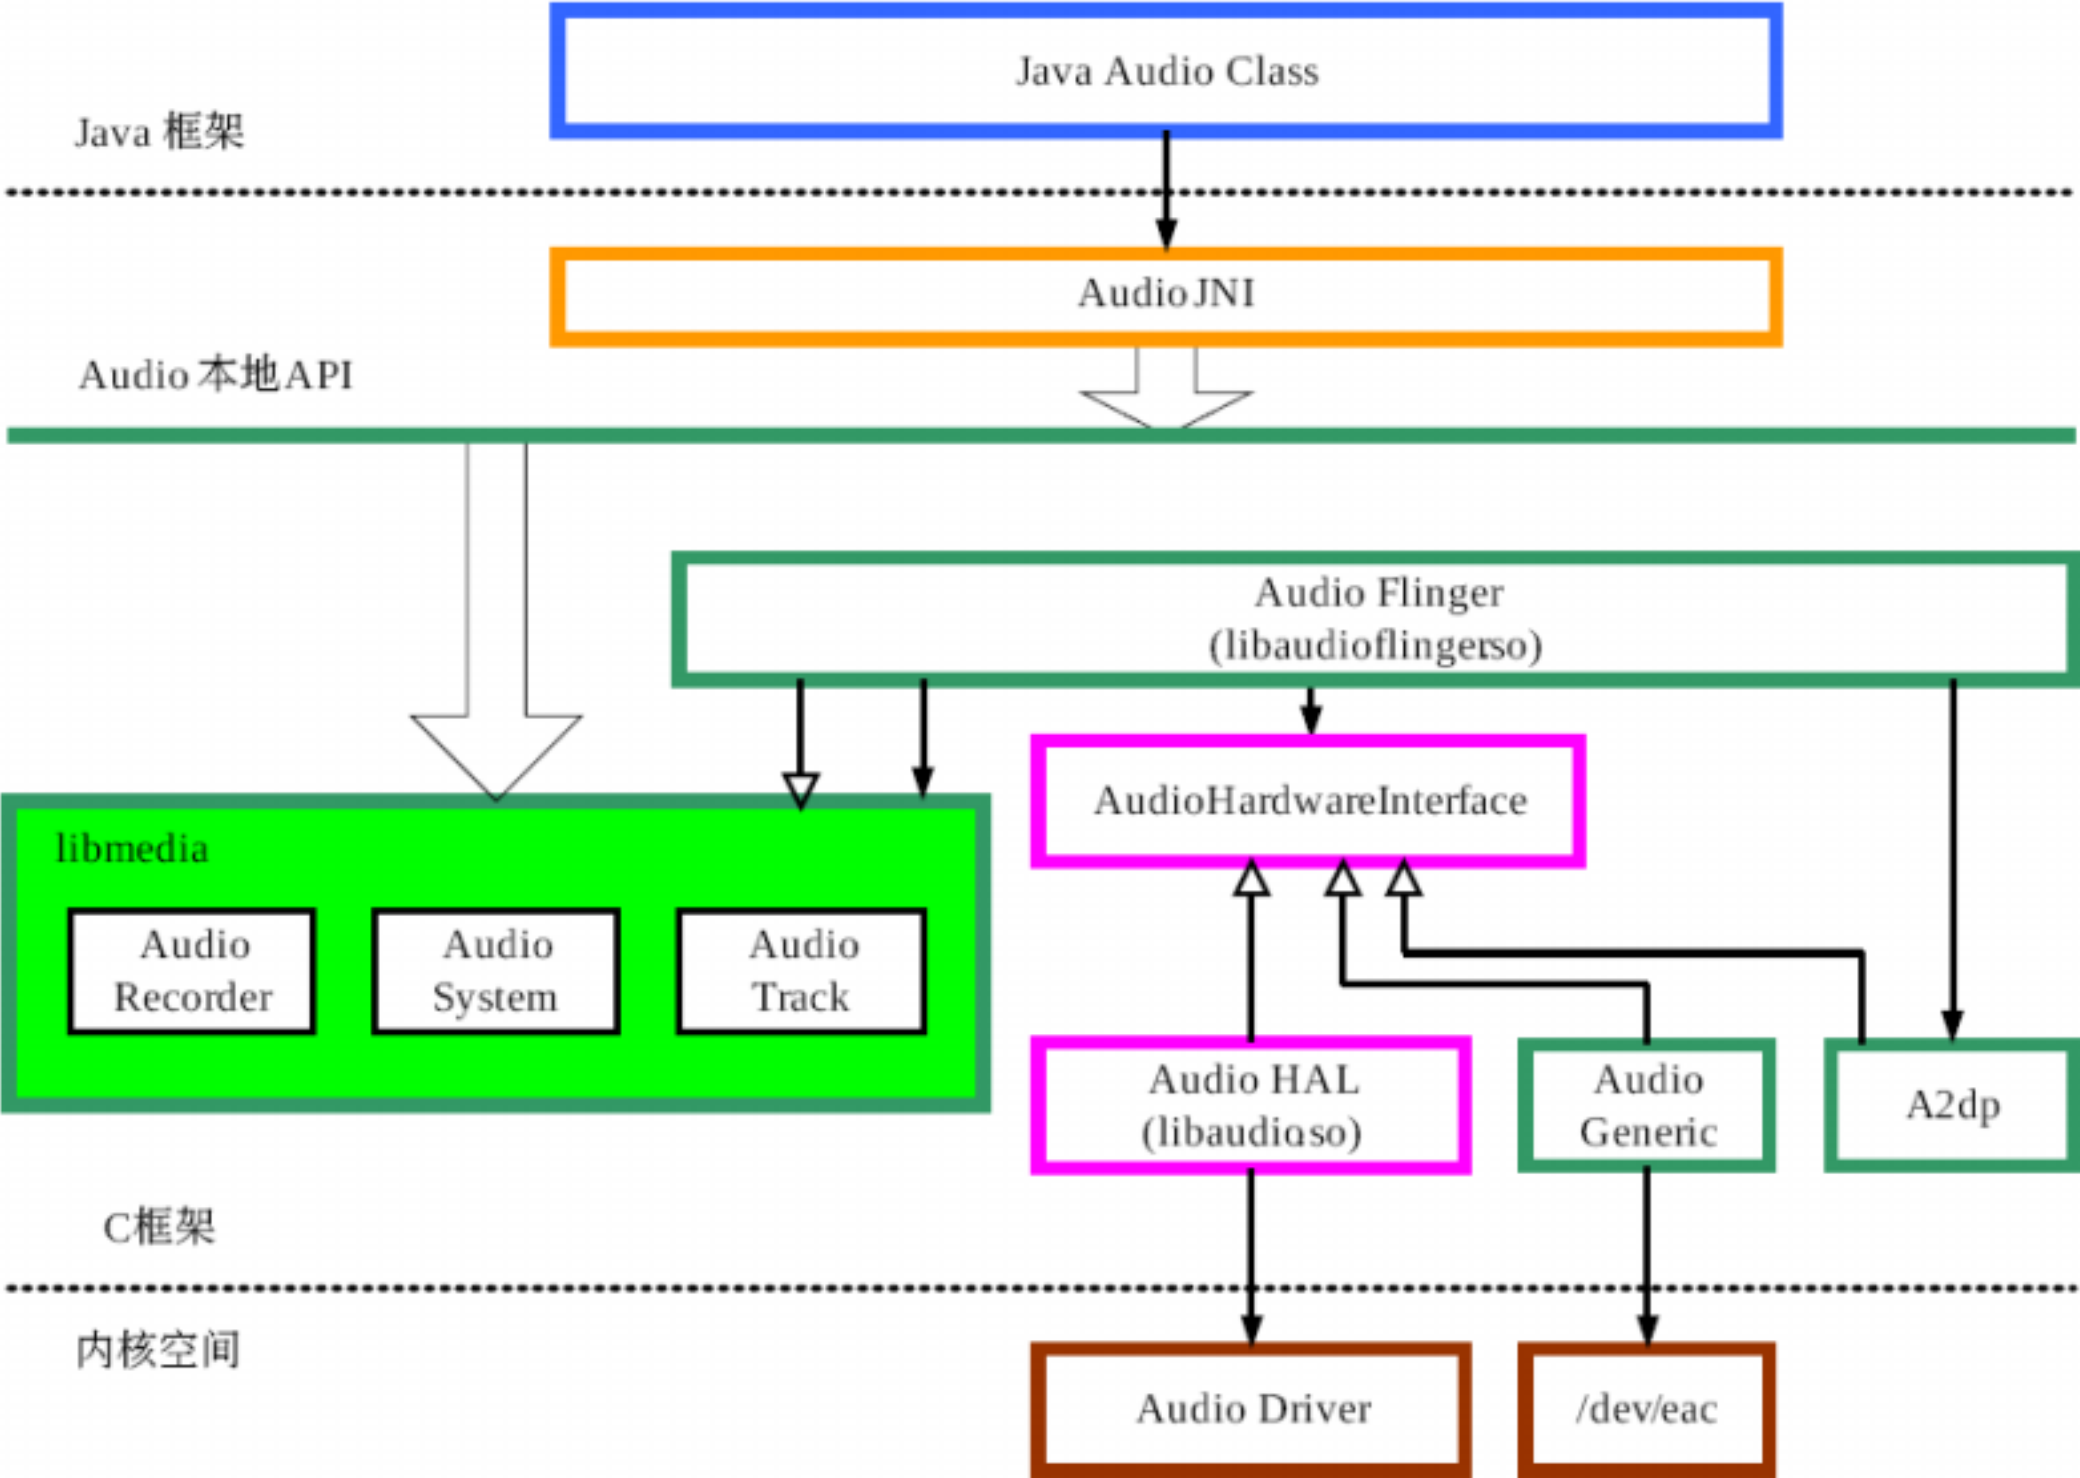 Java Audio Class
Java 框架
Audio JNI
Audio 本地API
Audio Flinger
(libaudioflingerso)
AudioHardwareInterface
libmedia
Audio
Recorder
Audio
System
Audio
Track
Audio HAL
(libaudioso)
Audio
Generic
A2dp
C框架
内核空间
Audio Driver
/dev/eac